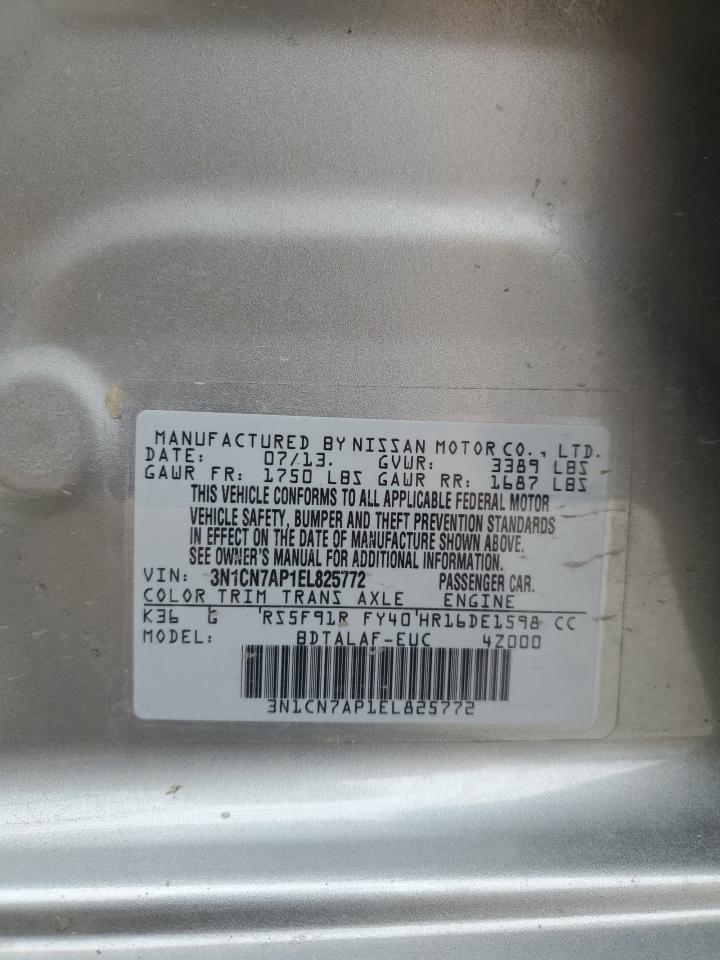 MANUFACTURED BY NISSAN MOTOR CO., LTD.
DATE: 07/13. GVWR: 3389 LBS
GAWR FR: 1750 LBS GAWR RR: 1687 LBS
THIS VEHICLE CONFORMS TO ALL APPLICABLE FEDERAL MOTOR
VEHICLE SAFETY, BUMPER AND THEFT PREVENTION STANDARDS
IN EFFECT ON THE DATE OF MANUFACTURE SHOWN ABOVE.
SEE OWNER'S MANUAL FOR ADDITIONAL INFORMATION.
VIN: 3N1CN7AP1EL825772 PASSENGER CAR.
COLOR TRIM TRANS AXLE ENGINE
K36 G RS5F91R FY40 HR16DE1598 CC
MODEL: BDTALAF-EUC 4Z000
3N1CN7AP1EL825772